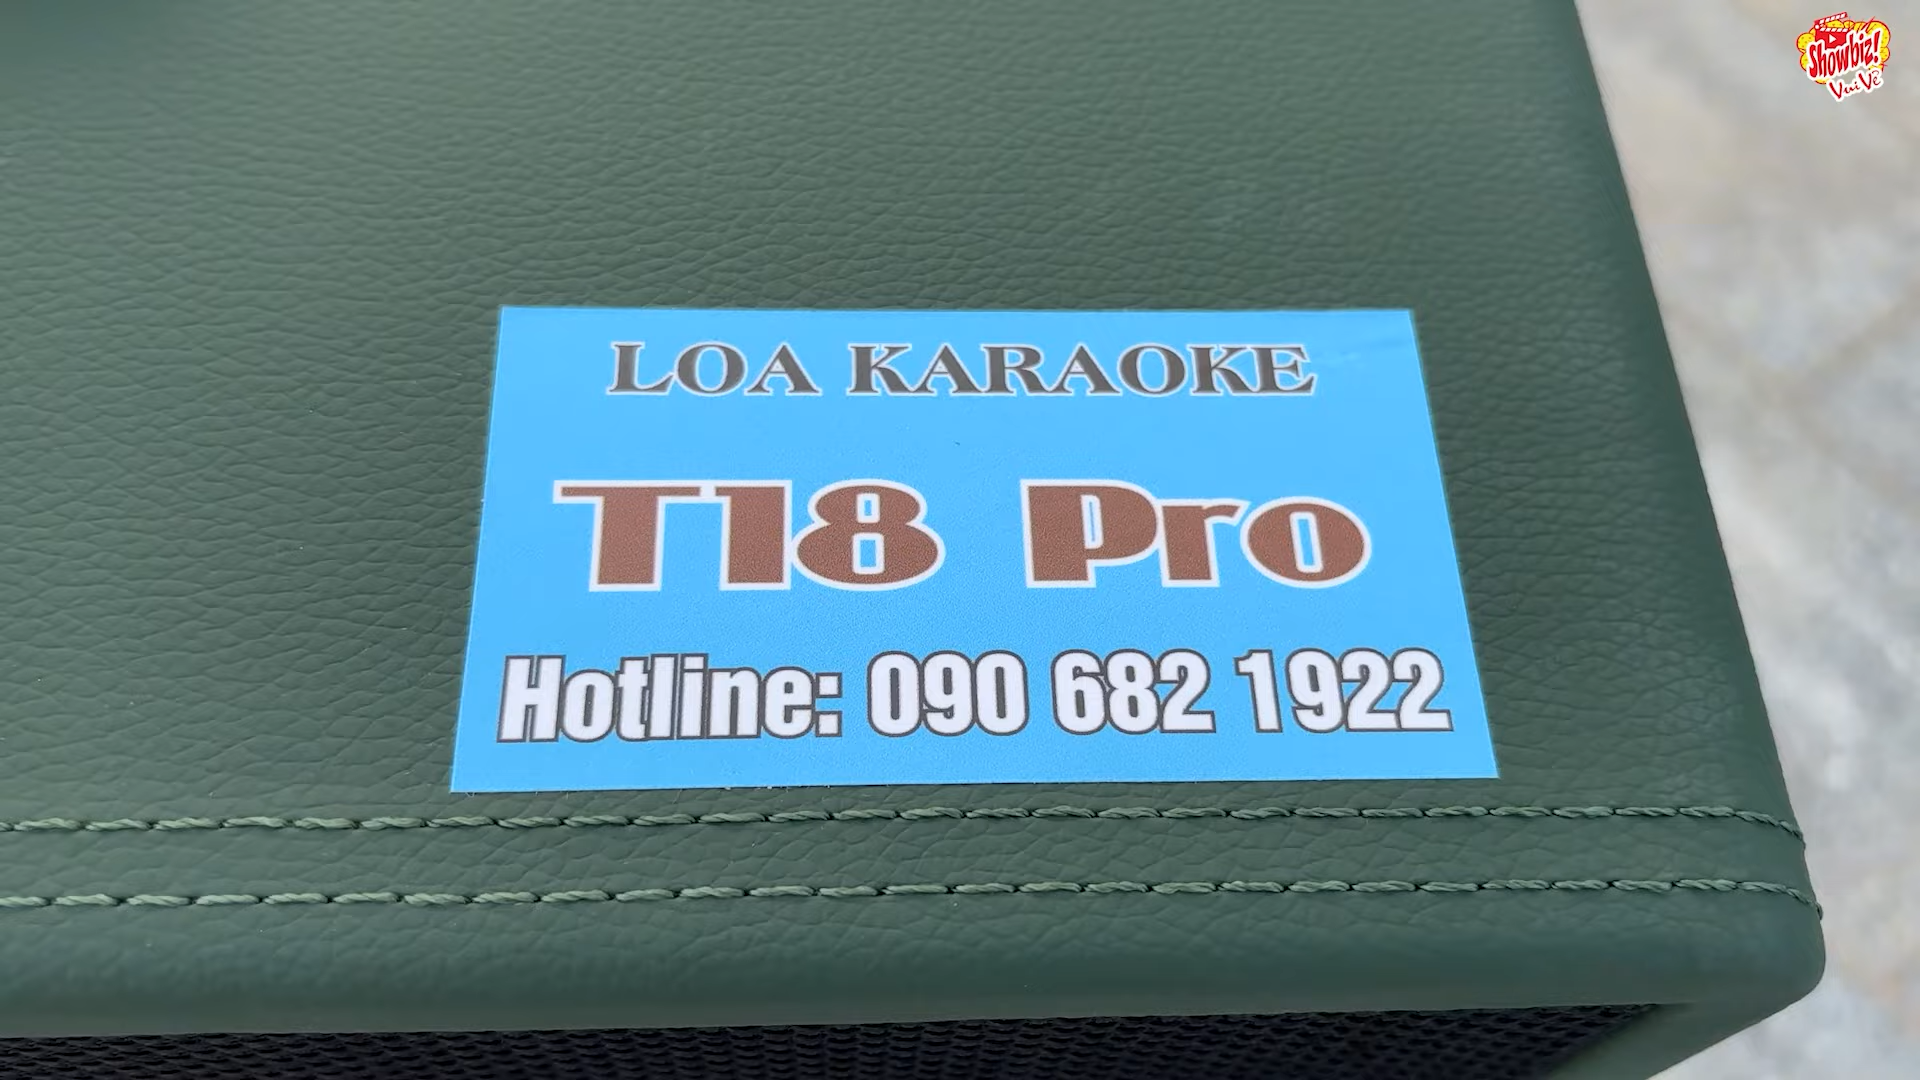 Showbiz!
Vui Vẻ
LOA KARAOKE
T18 Pro
Hotline: 090 682 1922